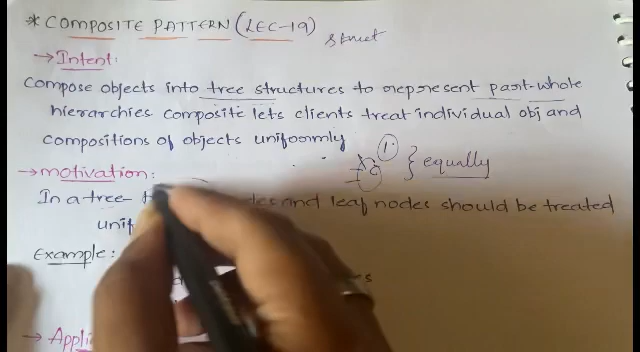 * COMPOSITE PATTERN (LEC-19) struct
→ Intent:
Compose objects into tree structures to represent part-whole
hierarchies composite lets clients treat individual obj and
compositions of objects uniformly
1.
} equally
→ motivation:
In a tree and leaf nodes should be treated
Example: